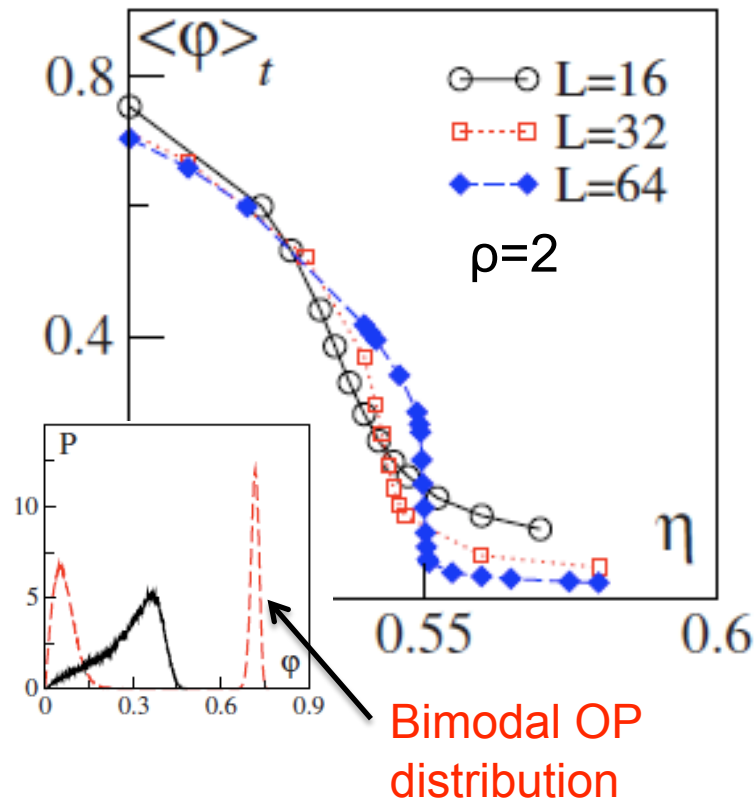 <φ>t
0.8
0.4
L=16
L=32
L=64
ρ=2
η
0.55
0.6
P
10
5
0
0
0.3
0.6
φ
0.9
Bimodal OP
distribution